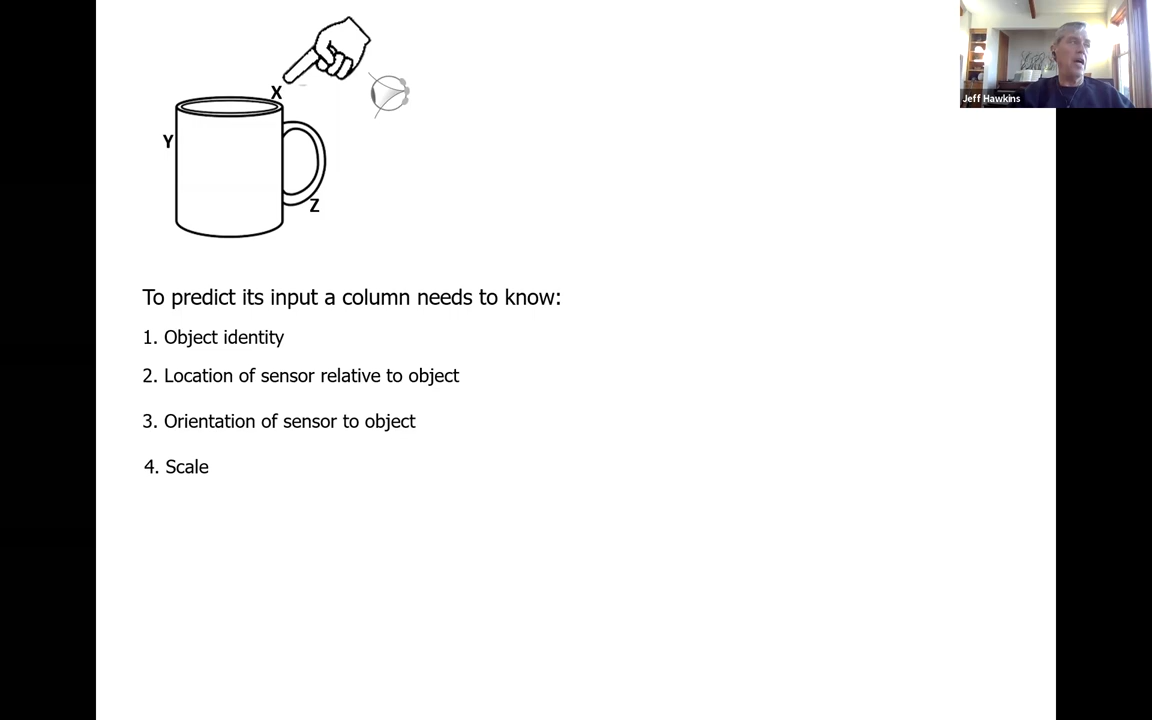 X
Jeff Hawkins
Y
Z
To predict its input a column needs to know:
1. Object identity
2. Location of sensor relative to object
3. Orientation of sensor to object
4. Scale